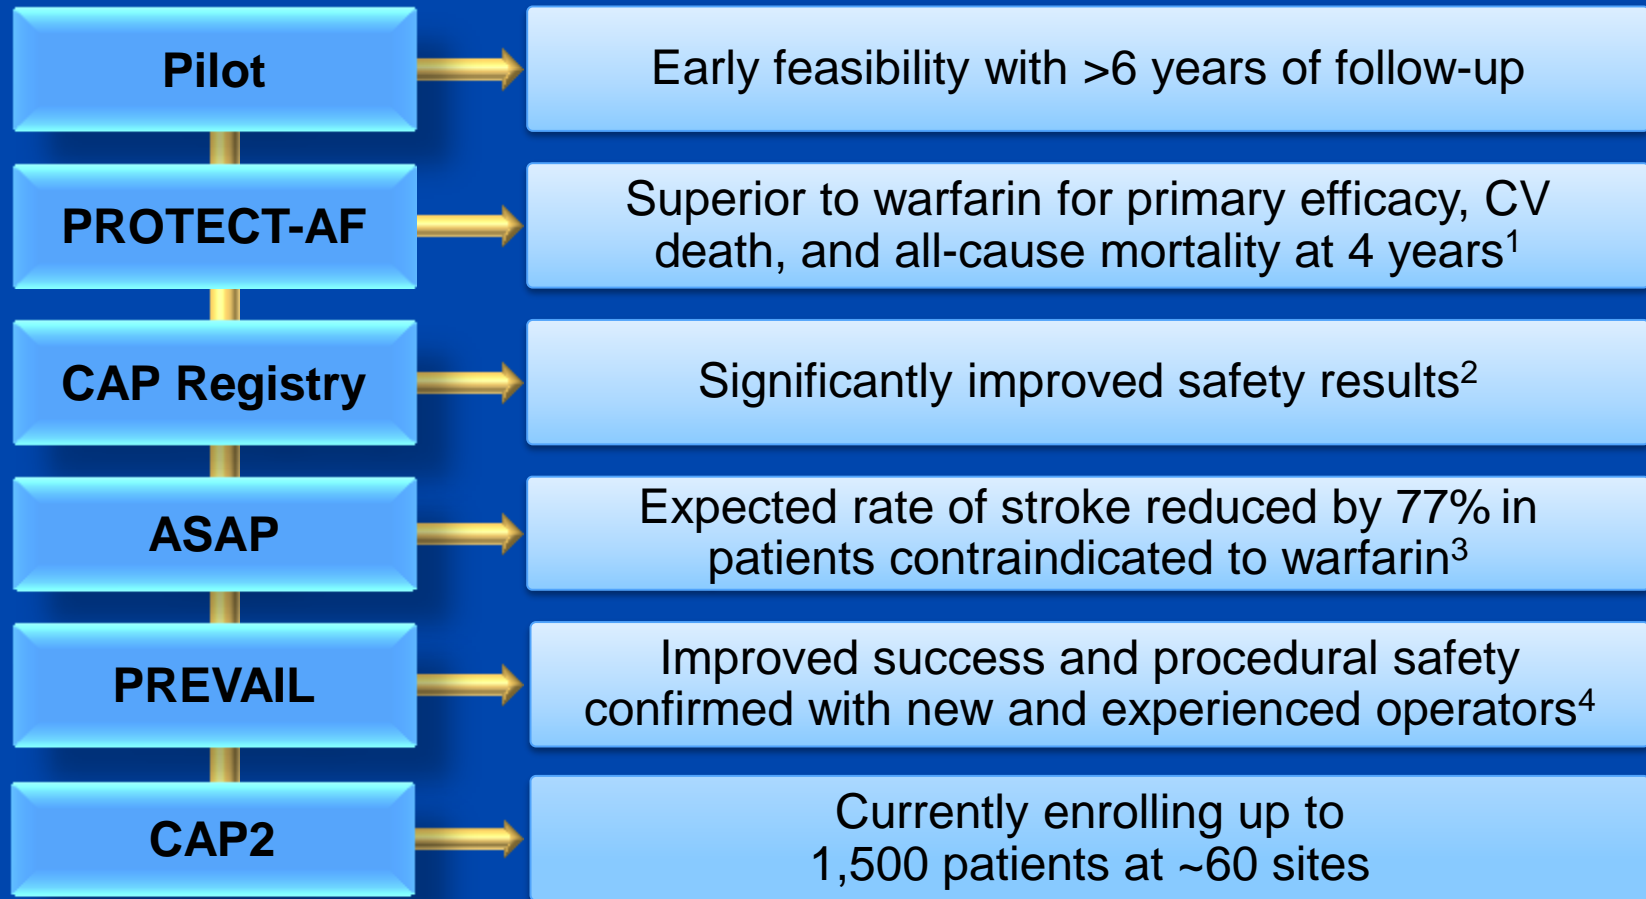 Pilot
Early feasibility with >6 years of follow-up
PROTECT-AF
Superior to warfarin for primary efficacy, CV
death, and all-cause mortality at 4 years¹
CAP Registry
Significantly improved safety results²
ASAP
Expected rate of stroke reduced by 77% in
patients contraindicated to warfarin³
PREVAIL
Improved success and procedural safety
confirmed with new and experienced operators⁴
CAP2
Currently enrolling up to
1,500 patients at ~60 sites